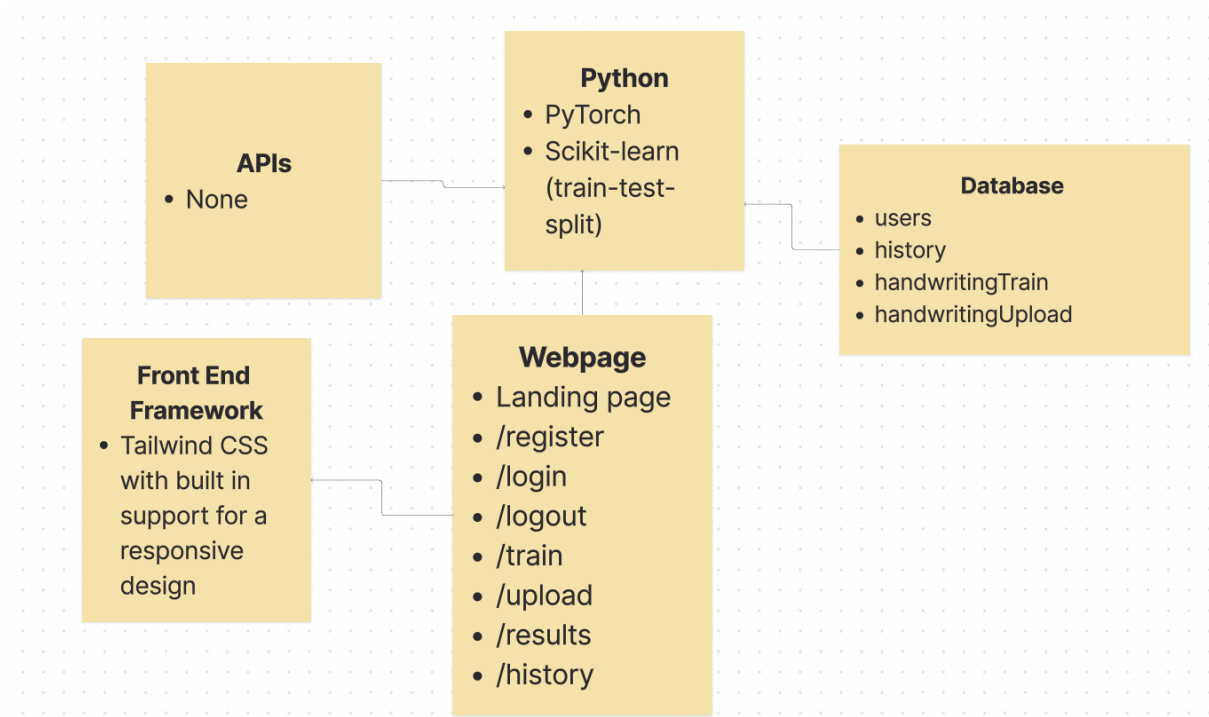 APIs
• None
Python
• PyTorch
• Scikit-learn
(train-test-
split)
Database
• users
• history
• handwritingTrain
• handwritingUpload
Front End
Framework
• Tailwind CSS
with built in
support for a
responsive
design
Webpage
• Landing page
• /register
• /login
• /logout
• /train
• /upload
• /results
• /history